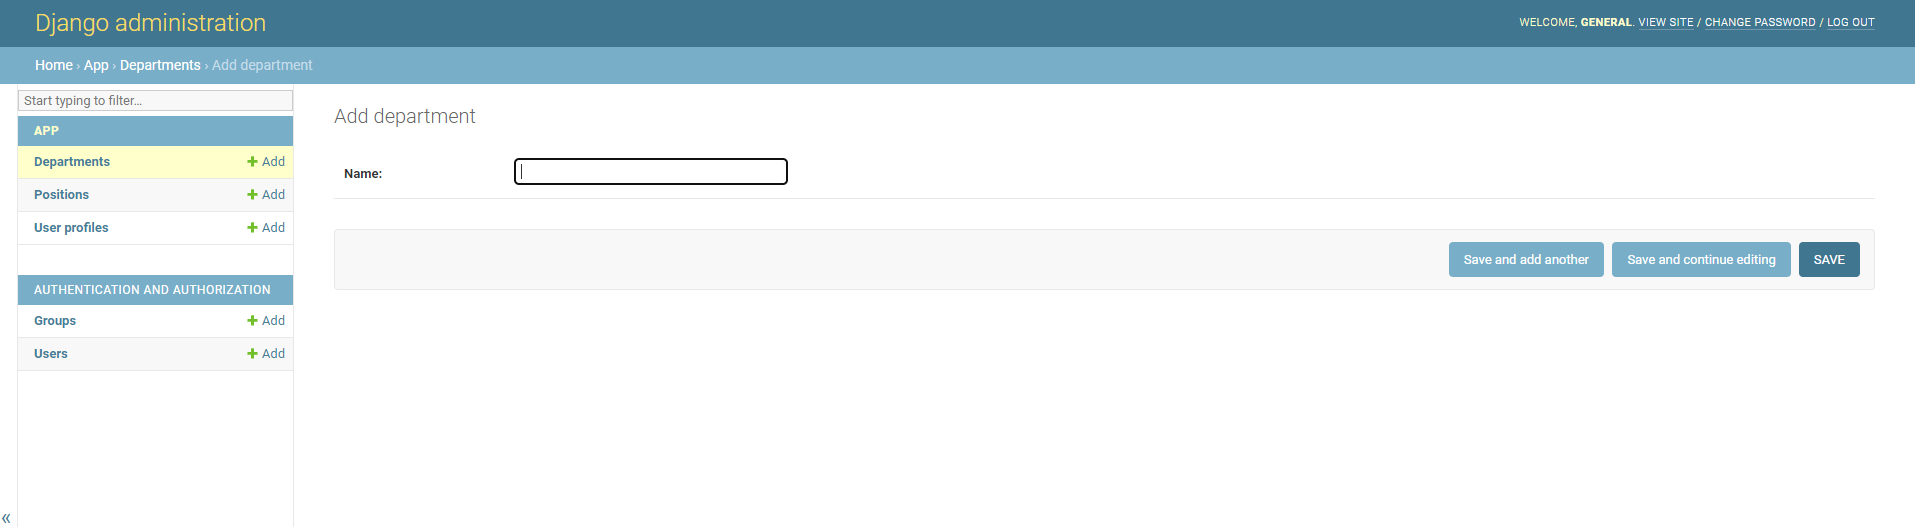 Django administration
WELCOME, GENERAL. VIEW SITE / CHANGE PASSWORD / LOG OUT
Home › App › Departments › Add department
Start typing to filter...
APP
Departments + Add
Positions + Add
User profiles + Add
AUTHENTICATION AND AUTHORIZATION
Groups + Add
Users + Add
«
Add department
Name:
Save and add another
Save and continue editing
SAVE